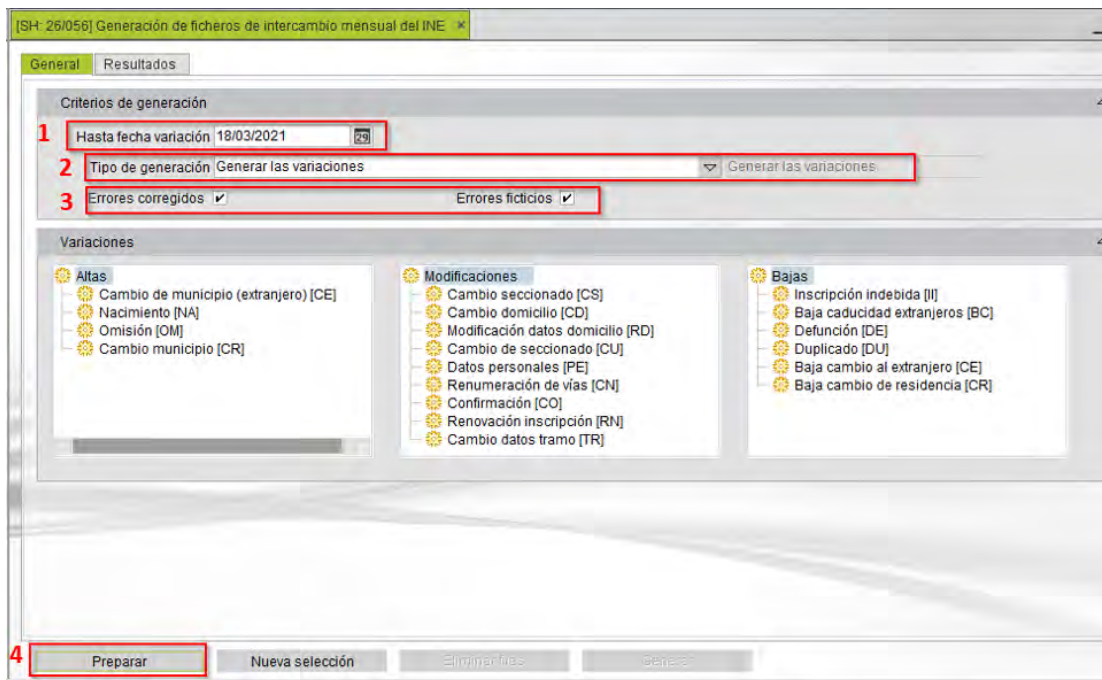 [SH: 26/056] Generación de ficheros de intercambio mensual del INE ×
General Resultados
Criterios de generación
1 Hasta fecha variación 18/03/2021 29
2 Tipo de generación Generar las variaciones Generar las variaciones
3 Errores corregidos Errores ficticios
Variaciones
Altas
Cambio de municipio (extranjero) [CE]
Nacimiento [NA]
Omisión [OM]
Cambio municipio [CR]
Modificaciones
Cambio seccionado [CS]
Cambio domicilio [CD]
Modificación datos domicilio [RD]
Cambio de seccionado [CU]
Datos personales [PE]
Renumeración de vías [CN]
Confirmación [CO]
Renovación inscripción [RN]
Cambio datos tramo [TR]
Bajas
Inscripción indebida [II]
Baja caducidad extranjeros [BC]
Defunción [DE]
Duplicado [DU]
Baja cambio al extranjero [CE]
Baja cambio de residencia [CR]
4 Preparar Nueva selección Eliminar filas Generar